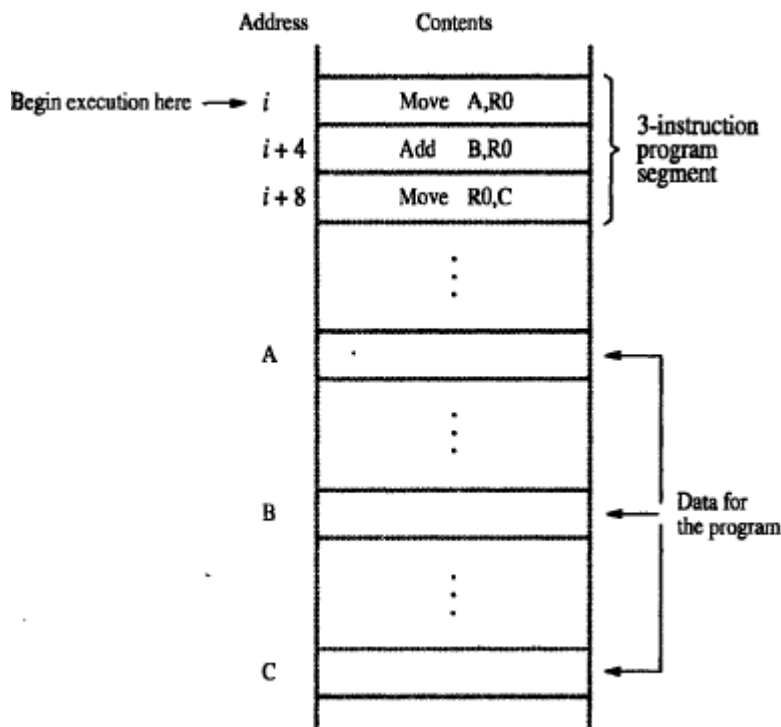 Address Contents
Begin execution here i Move A,R0
i + 4 Add B,R0
i + 8 Move R0,C
3-instruction
program
segment
A
B
Data for
the program
C